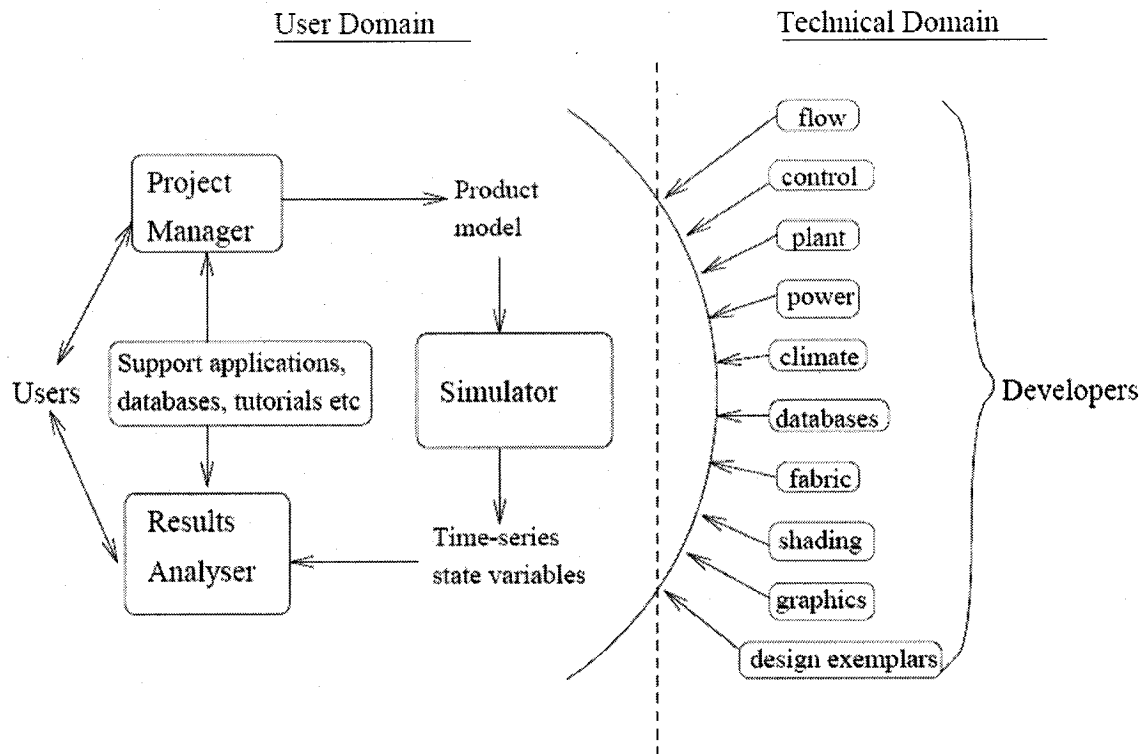 User Domain
Technical Domain
Project
Manager
Product
model
Support applications,
databases, tutorials etc
Users
Simulator
Results
Analyser
Time-series
state variables
flow
control
plant
power
climate
databases
fabric
shading
graphics
design exemplars
Developers